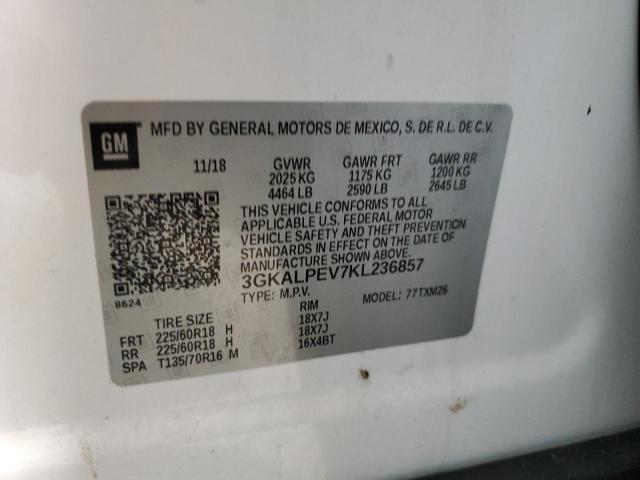 GM
MFD BY GENERAL MOTORS DE MEXICO, S. DE R.L. DE C.V.
11/18 GVWR GAWR FRT GAWR RR
2025 KG 1175 KG 1200 KG
4464 LB 2590 LB 2645 LB
THIS VEHICLE CONFORMS TO ALL
APPLICABLE U.S. FEDERAL MOTOR
VEHICLE SAFETY AND THEFT PREVENTION
STANDARDS IN EFFECT ON THE DATE OF
MANUFACTURE SHOWN ABOVE.
3GKALPEV7KL236857
8624
TYPE: M.P.V. MODEL: 77TXM26
TIRE SIZE RIM
FRT 225/60R18 H 18X7J
RR 225/60R18 H 18X7J
SPA T135/70R16 M 16X4BT